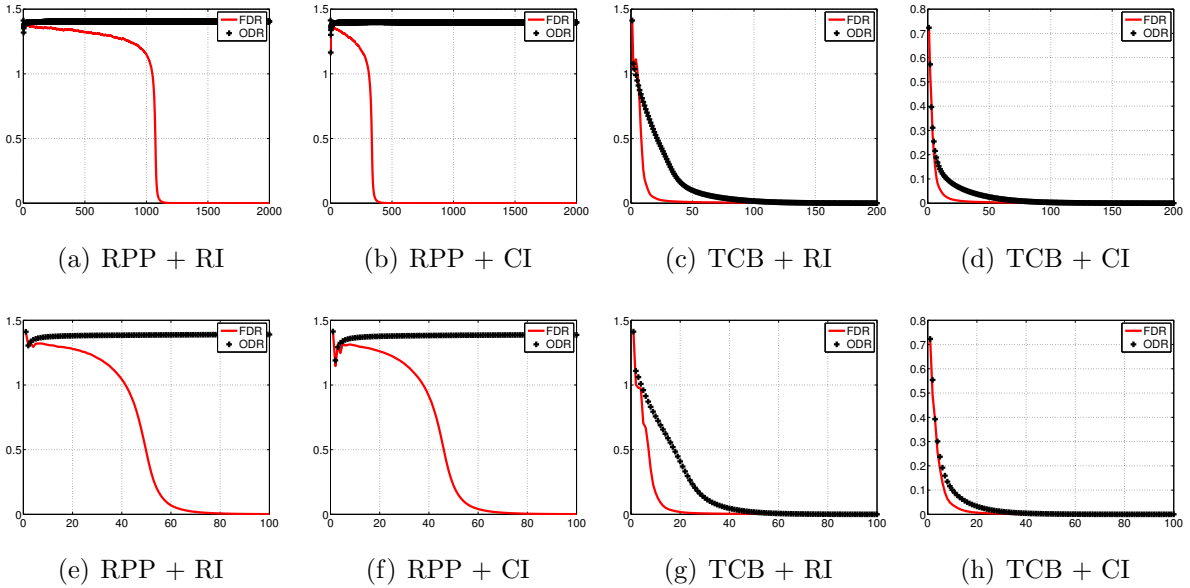 1.5
1
0.5
0
0 500 1000 1500 2000
FDR
ODR
(a) RPP + RI
1.5
1
0.5
0
0 500 1000 1500 2000
FDR
ODR
(b) RPP + CI
1.5
1
0.5
0
0 50 100 150 200
FDR
ODR
(c) TCB + RI
0.8
0.7
0.6
0.5
0.4
0.3
0.2
0.1
0
0 50 100 150 200
FDR
ODR
(d) TCB + CI
1.5
1
0.5
0
0 20 40 60 80 100
FDR
ODR
(e) RPP + RI
1.5
1
0.5
0
0 20 40 60 80 100
FDR
ODR
(f) RPP + CI
1.5
1
0.5
0
0 20 40 60 80 100
FDR
ODR
(g) TCB + RI
0.8
0.7
0.6
0.5
0.4
0.3
0.2
0.1
0
0 20 40 60 80 100
FDR
ODR
(h) TCB + CI